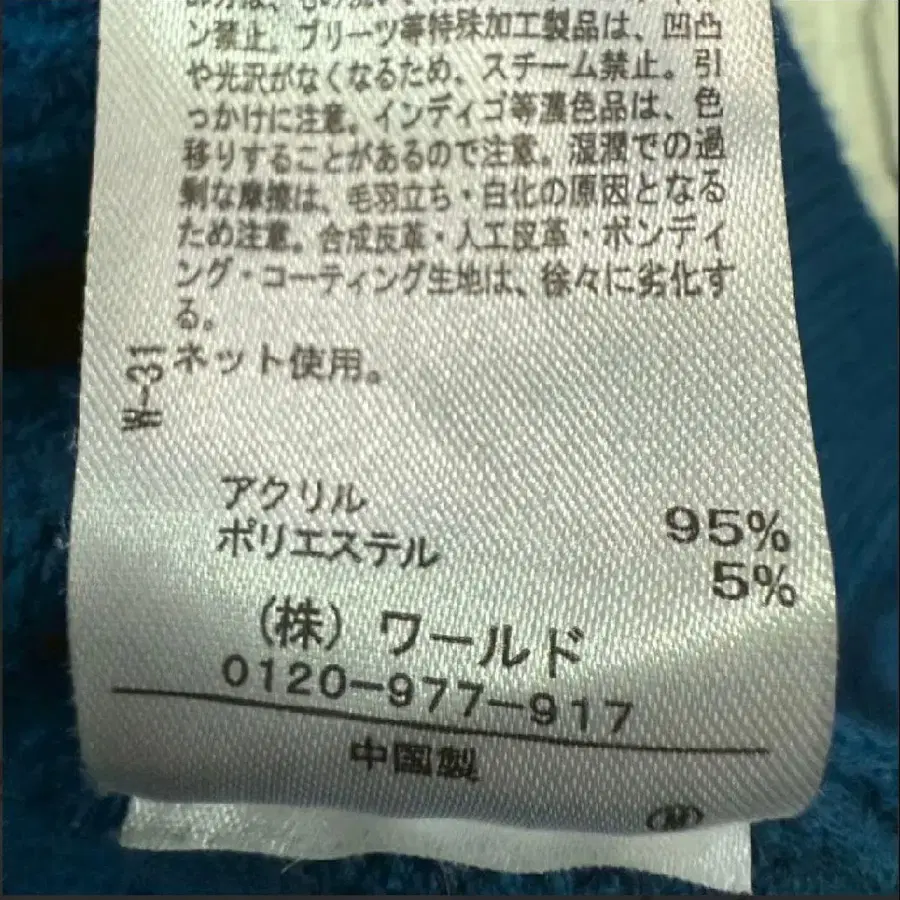 ン禁止。プリーツ等特殊加工製品は、凹凸
や光沢がなくなるため、スチーム禁止。引
っかけに注意。インディゴ等濃色品は、色
移りすることがあるので注意。湿潤での過
剰な摩擦は、毛羽立ち・白化の原因となる
ため注意。合成皮革・人工皮革・ボンディ
ング・コーティング生地は、徐々に劣化す
る。
ネット使用。
W-31
アクリル 95%
ポリエステル 5%
(株) ワールド
0120-977-917
中国製